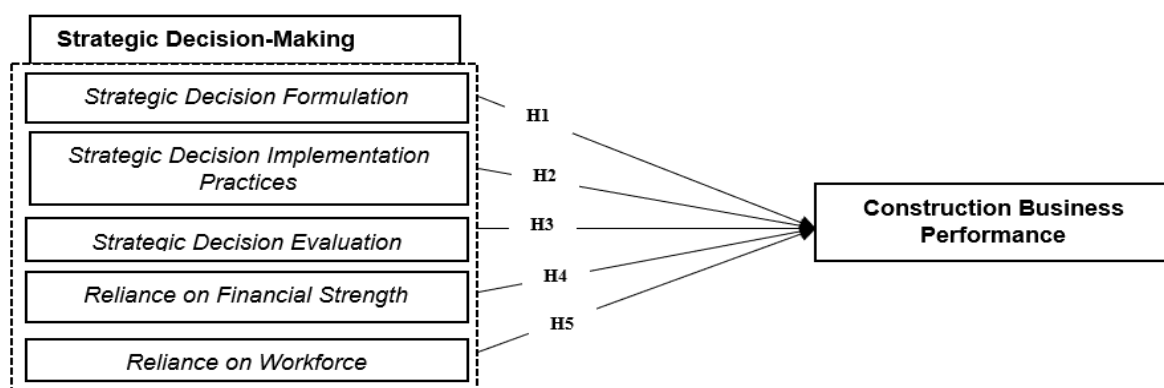 Strategic Decision-Making
Strategic Decision Formulation
Strategic Decision Implementation
Practices
Strategic Decision Evaluation
Reliance on Financial Strength
Reliance on Workforce
H1
H2
H3
H4
H5
Construction Business
Performance